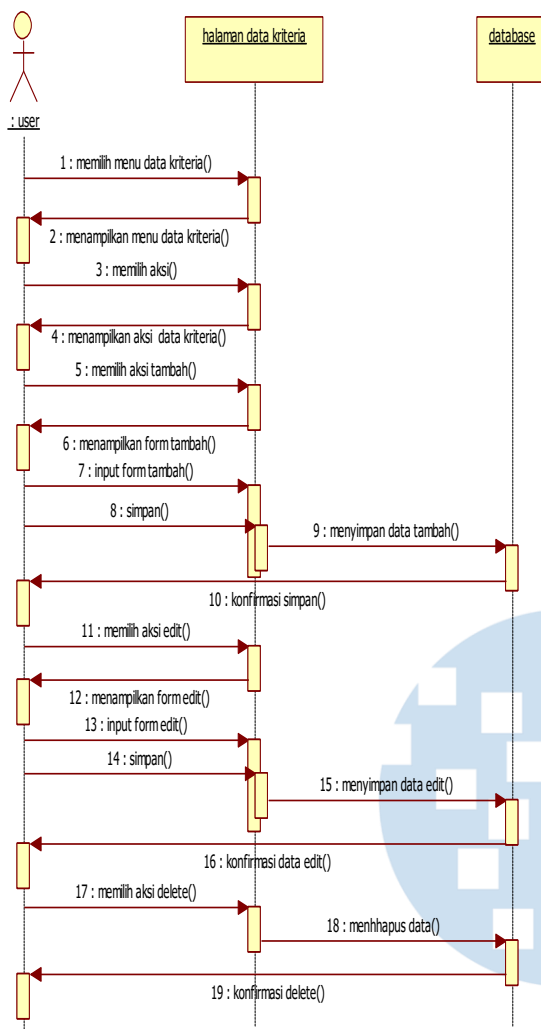 halaman data kriteria
database
: user
1 : memilih menu data kriteria()
2 : menampilkan menu data kriteria()
3 : memilih aksi()
4 : menampilkan aksi data kriteria()
5 : memilih aksi tambah()
6 : menampilkan form tambah()
7 : input form tambah()
8 : simpan()
9 : menyimpan data tambah()
10 : konfirmasi simpan()
11 : memilih aksi edit()
12 : menampilkan form edit()
13 : input form edit()
14 : simpan()
15 : menyimpan data edit()
16 : konfirmasi data edit()
17 : memilih aksi delete()
18 : menhhapus data()
19 : konfirmasi delete()